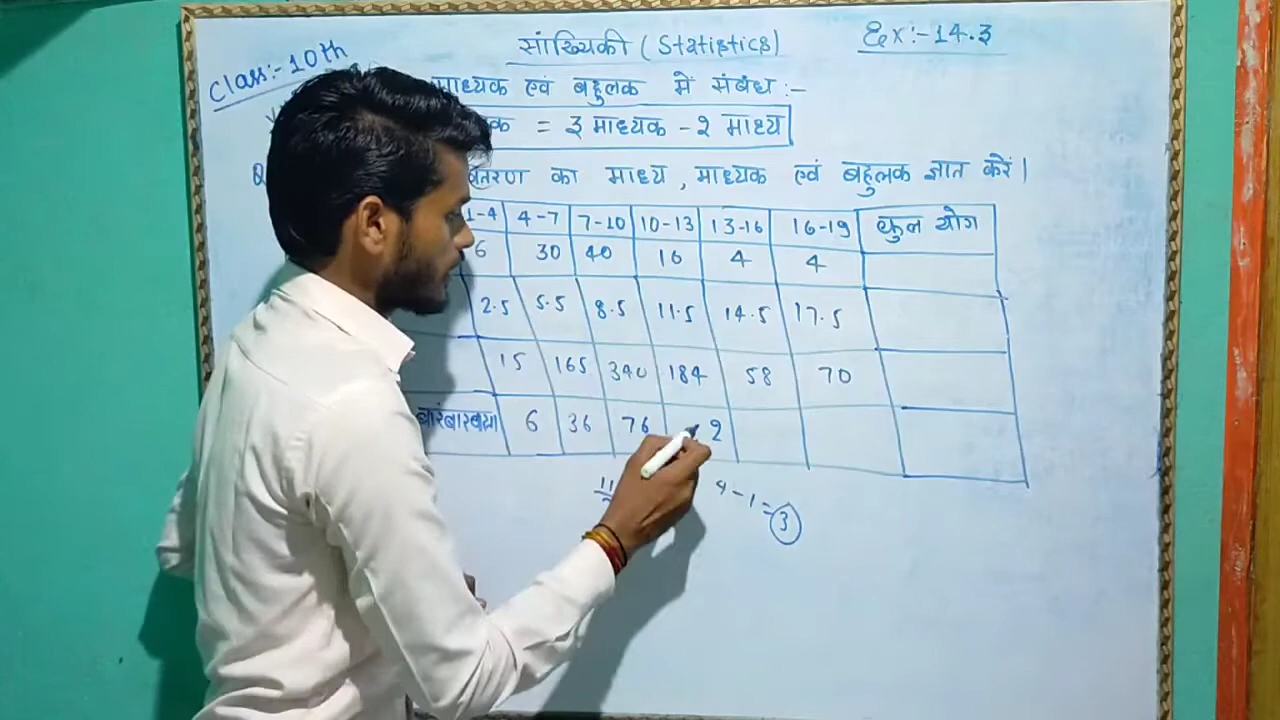 सांख्यिकी (Statistics)
Ex:- 14.3
Class:- 10th
माध्यक एवं बहुलक में संबंध :-
क = 3 माध्यक - 2 माध्य
का माध्य, माध्यक एवं बहुलक ज्ञात करें।
1-4 4-7 7-10 10-13 13-16 16-19 कुल योग
6 30 40 16 4 4
2.5 5.5 8.5 11.5 14.5 17.5
15 165 340 184 58 70
6 36 76 2
11
4-1=3